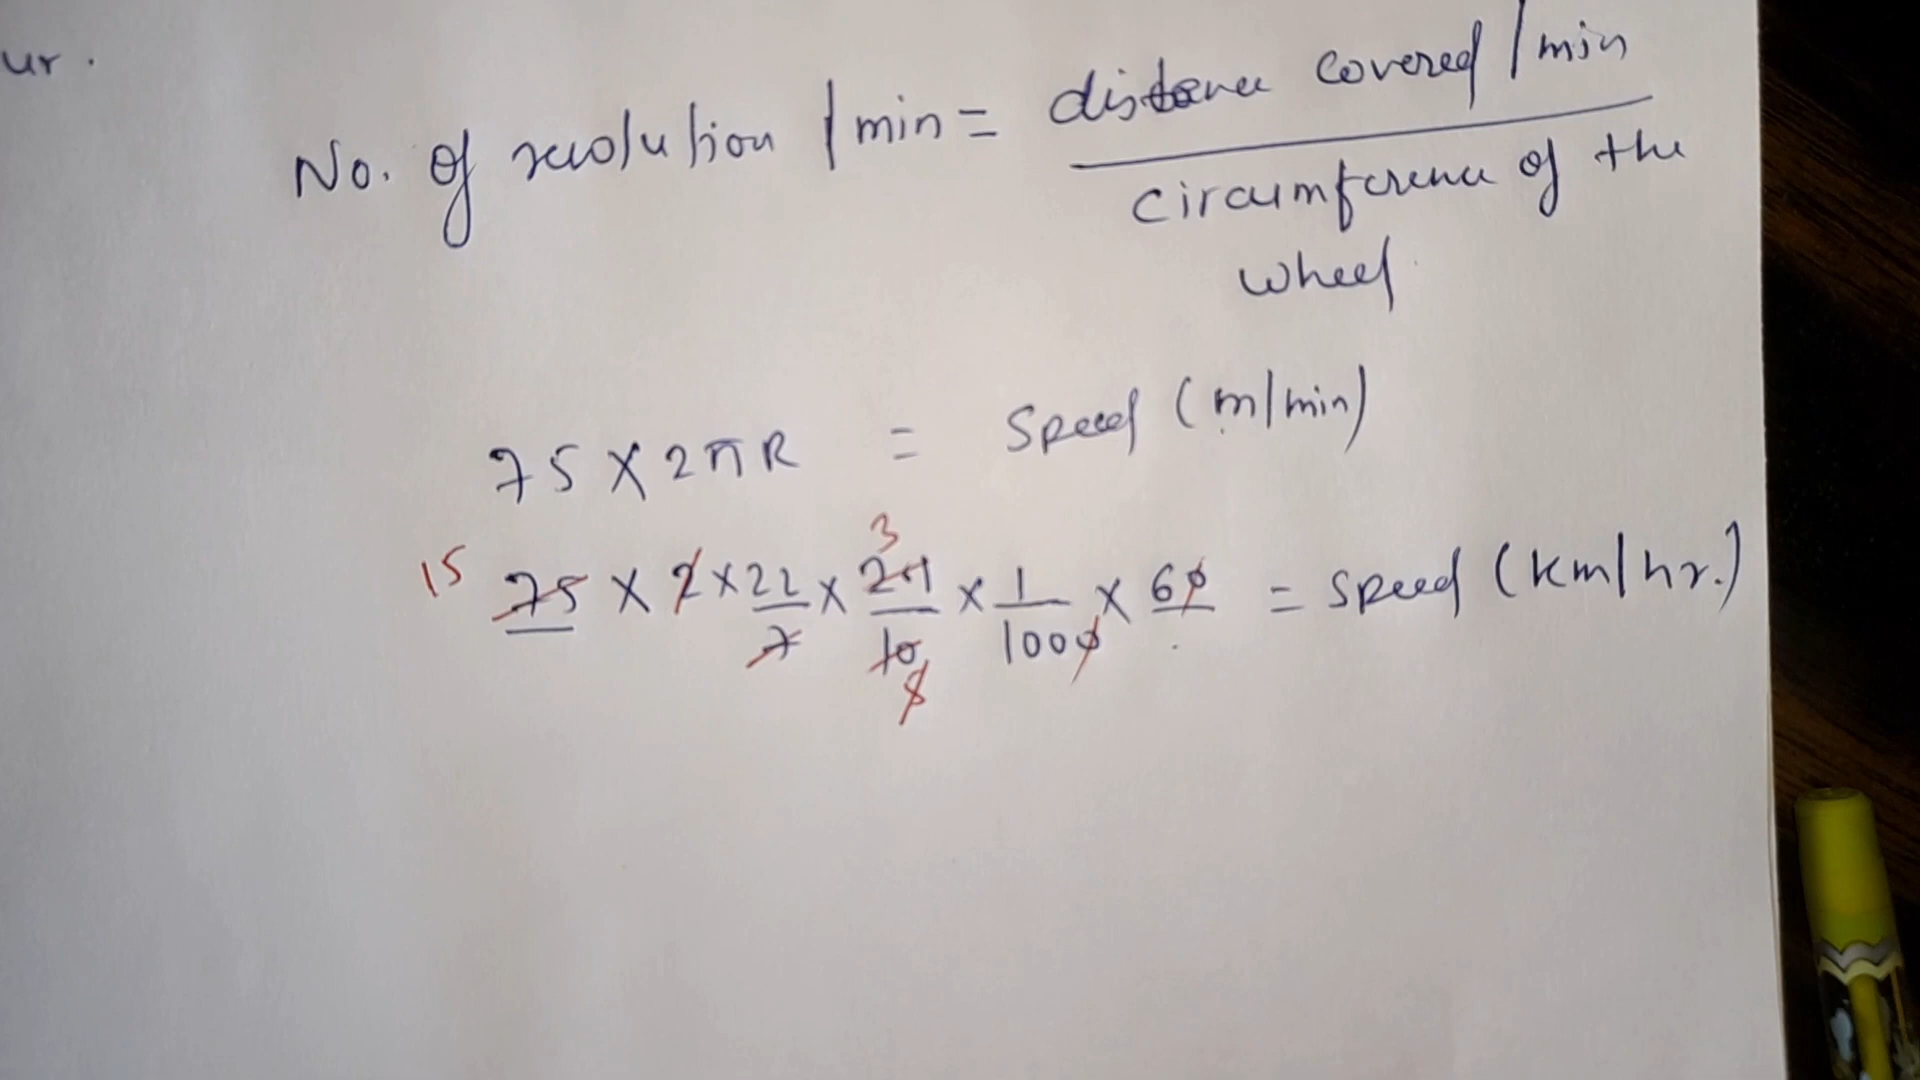 ur.
No. of revolution / min = distance covered / min
circumference of the
wheel
75 X 2πR = Speed (m/min)
3
15 75 X 2 X 22/7 X 21/10 X 1/1000 X 60 = Speed (km/hr.)
5